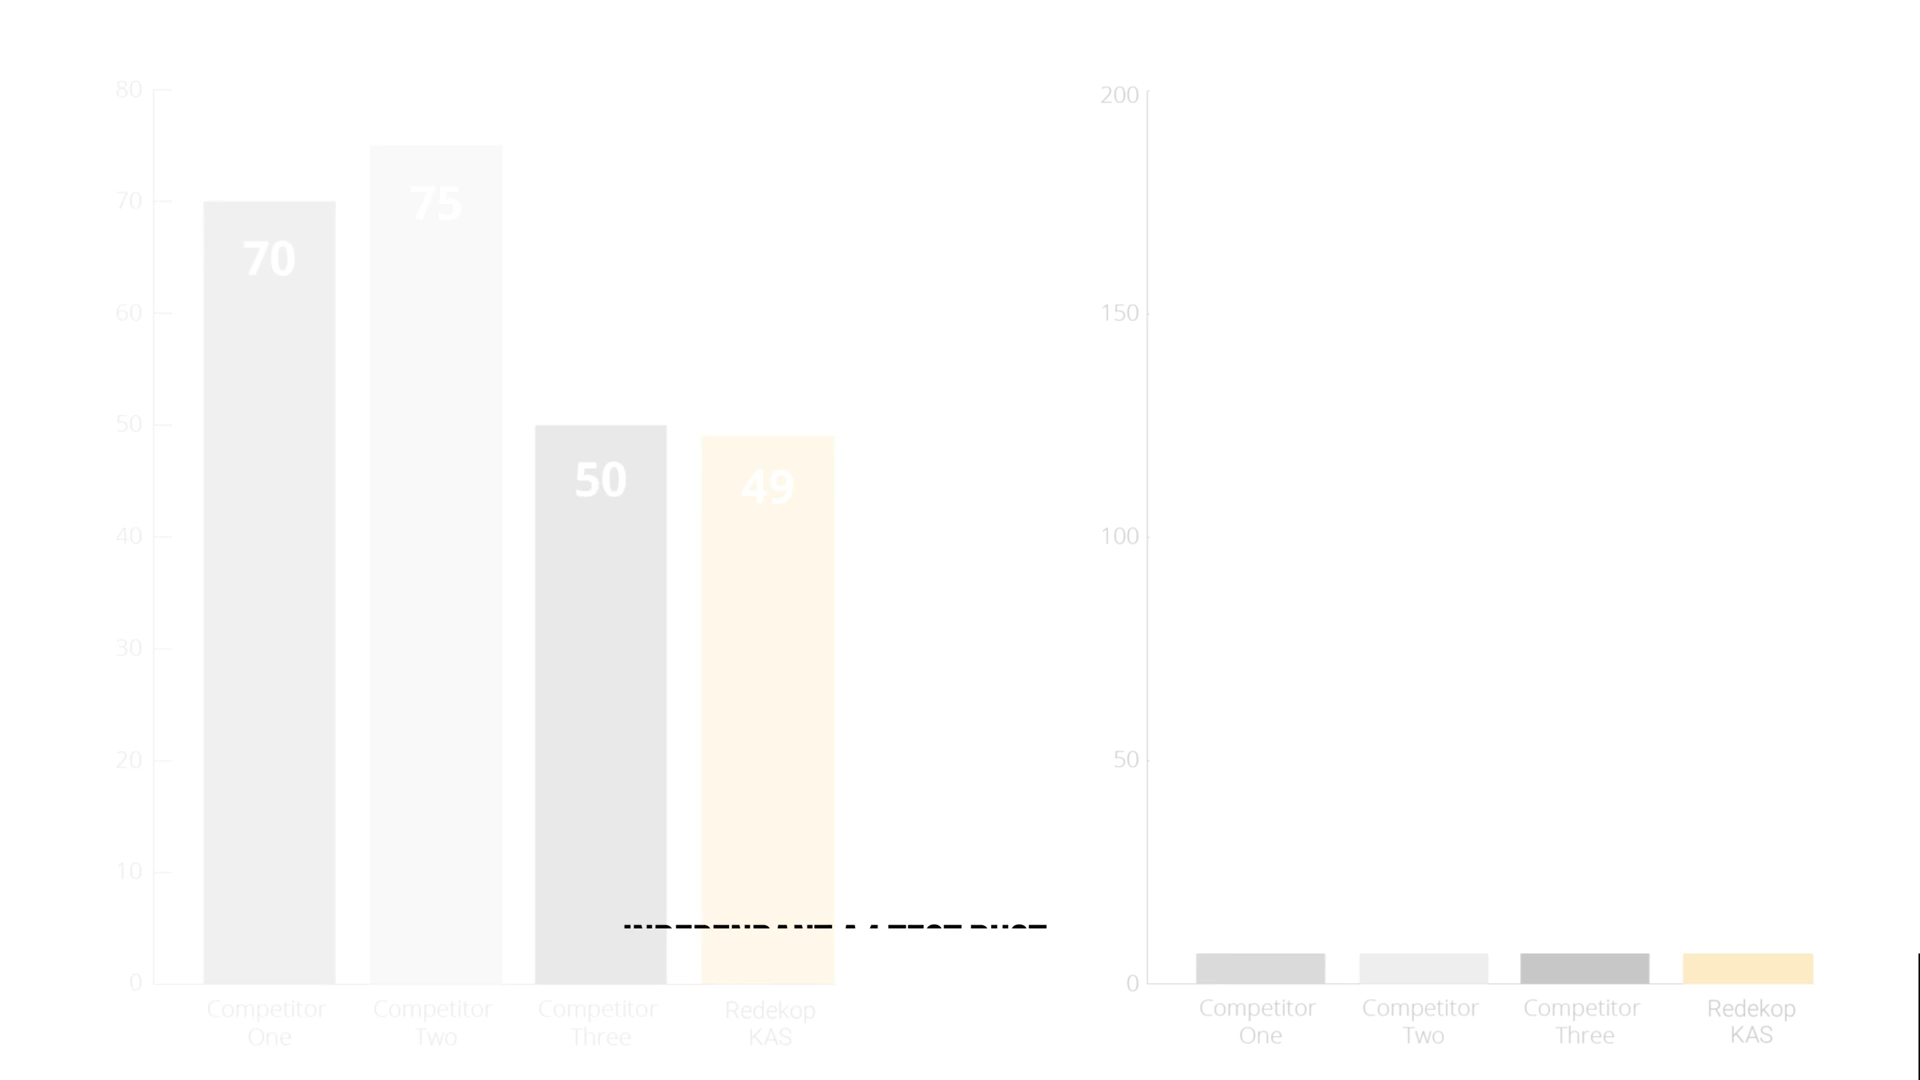 80
70
60
50
40
30
20
10
0
70
75
50
49
Competitor One
Competitor Two
Competitor Three
Redekop KAS
200
150
100
50
0
Competitor One
Competitor Two
Competitor Three
Redekop KAS